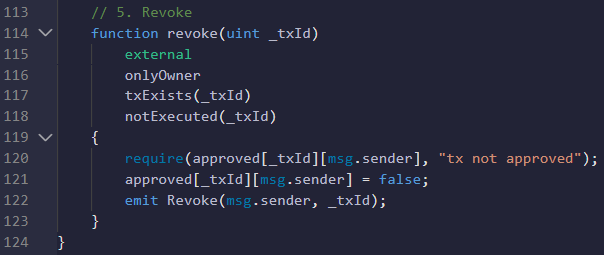 113 // 5. Revoke
114 function revoke(uint _txId)
115 external
116 onlyOwner
117 txExists(_txId)
118 notExecuted(_txId)
119 {
120 require(approved[_txId][msg.sender], "tx not approved");
121 approved[_txId][msg.sender] = false;
122 emit Revoke(msg.sender, _txId);
123 }
124 }